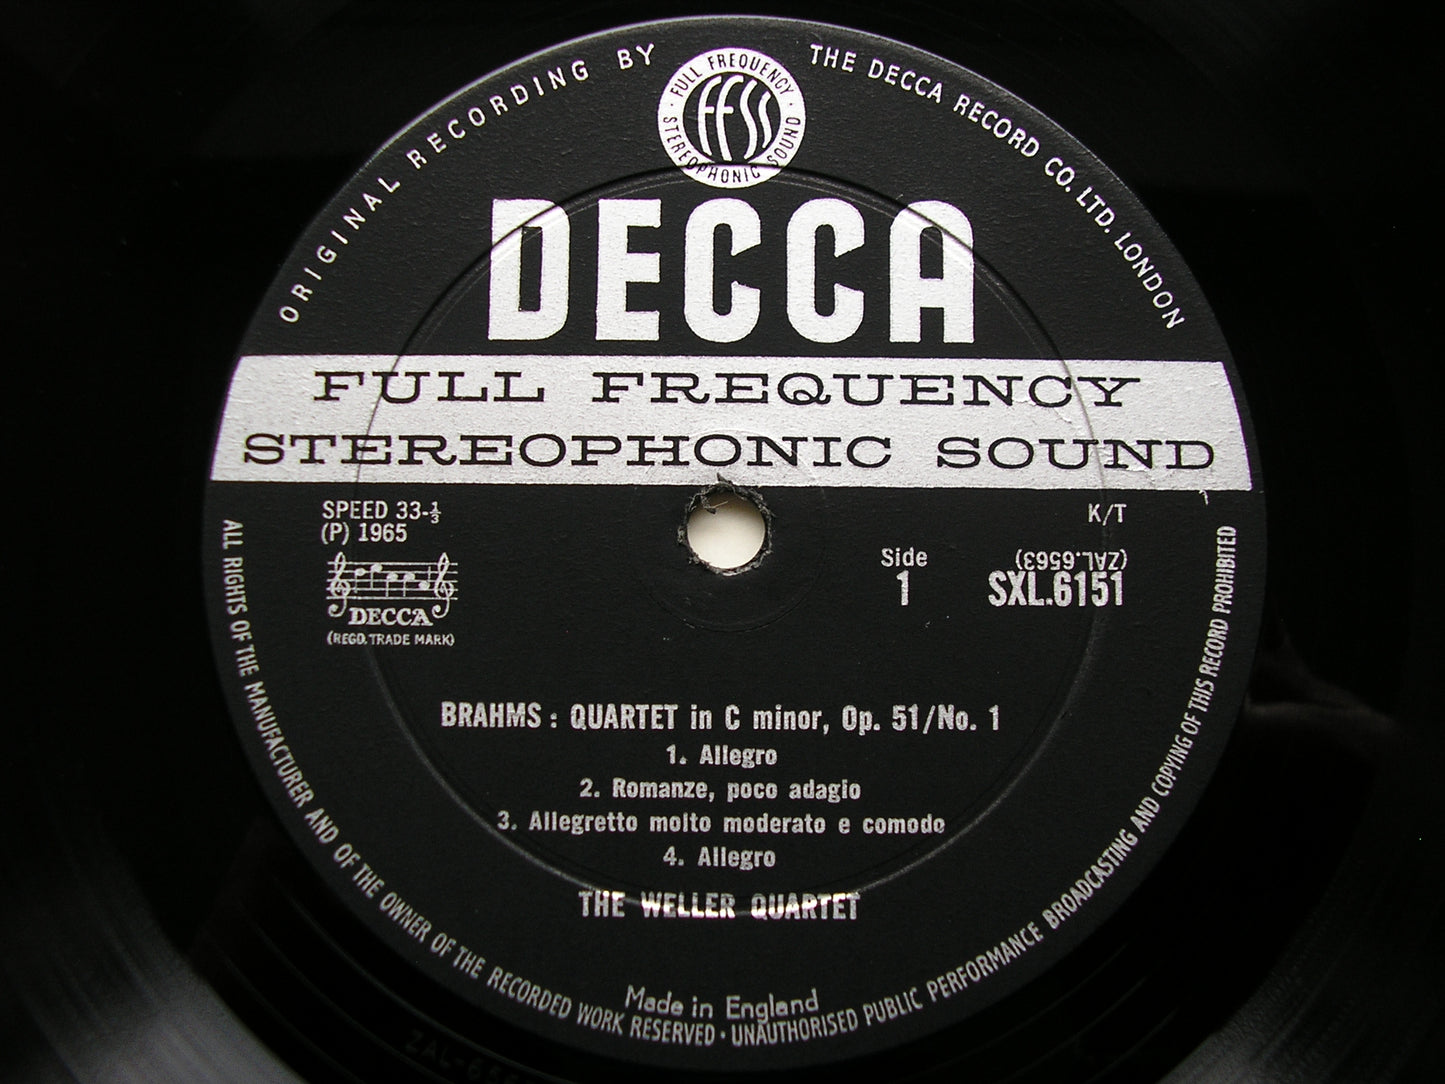 ORIGINAL RECORDING BY THE DECCA RECORD CO. LTD. LONDON
FULL FREQUENCY STEREOPHONIC SOUND
FFSS
DECCA
FULL FREQUENCY
STEREOPHONIC SOUND
SPEED 33-⅓
(P) 1965
DECCA
(REGD. TRADE MARK)
K/T
(ZAL.6563)
Side
1
SXL.6151
BRAHMS : QUARTET in C minor, Op. 51/No. 1
1. Allegro
2. Romanze, poco adagio
3. Allegretto molto moderato e comodo
4. Allegro
THE WELLER QUARTET
Made in England
ALL RIGHTS OF THE MANUFACTURER AND OF THE OWNER OF THE RECORDED WORK RESERVED · UNAUTHORISED PUBLIC PERFORMANCE BROADCASTING AND COPYING OF THIS RECORD PROHIBITED